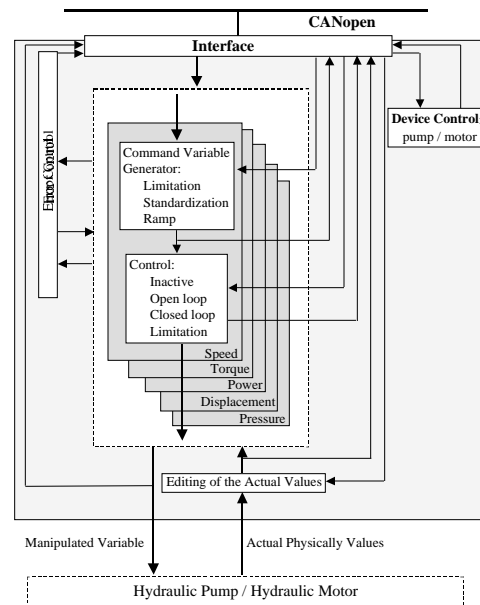 CANopen
Interface
Device Control:
pump / motor
Command Variable
Generator:
Limitation
Standardization
Ramp
Control:
Inactive
Open loop
Closed loop
Limitation
Speed
Torque
Power
Displacement
Pressure
Editing of the Actual Values
Manipulated Variable
Actual Physically Values
Hydraulic Pump / Hydraulic Motor